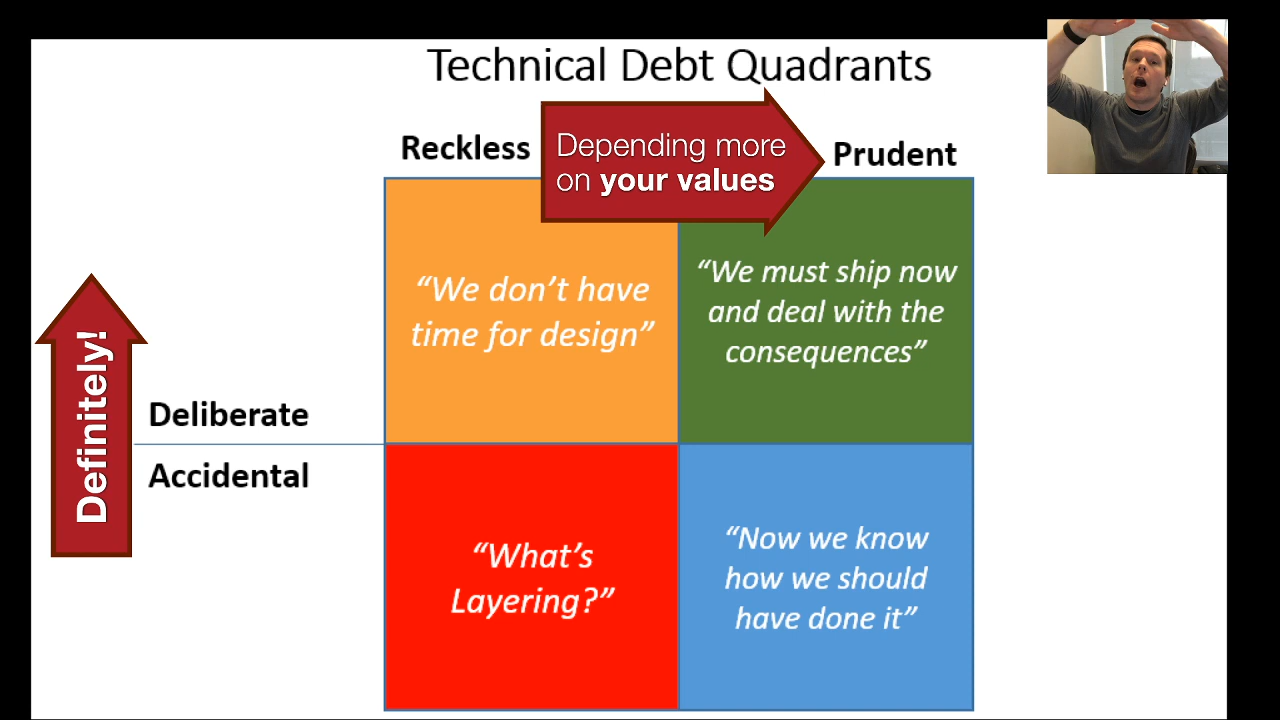 Technical Debt Quadrants
Reckless
Depending more
on your values
Prudent
“We don’t have
time for design”
“We must ship now
and deal with the
consequences”
Definitely!
Deliberate
Accidental
“What’s
Layering?”
“Now we know
how we should
have done it”